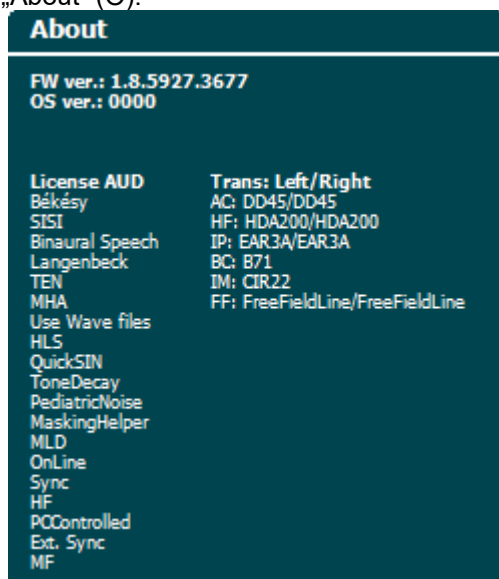 „About“ (O).
About
FW ver.: 1.8.5927.3677
OS ver.: 0000
License AUD
Békésy
SISI
Binaural Speech
Langenbeck
TEN
MHA
Use Wave files
HLS
QuickSIN
ToneDecay
PediatricNoise
MaskingHelper
MLD
OnLine
Sync
HF
PCControlled
Ext. Sync
MF
Trans: Left/Right
AC: DD45/DD45
HF: HDA200/HDA200
IP: EAR3A/EAR3A
BC: B71
IM: CIR22
FF: FreeFieldLine/FreeFieldLine